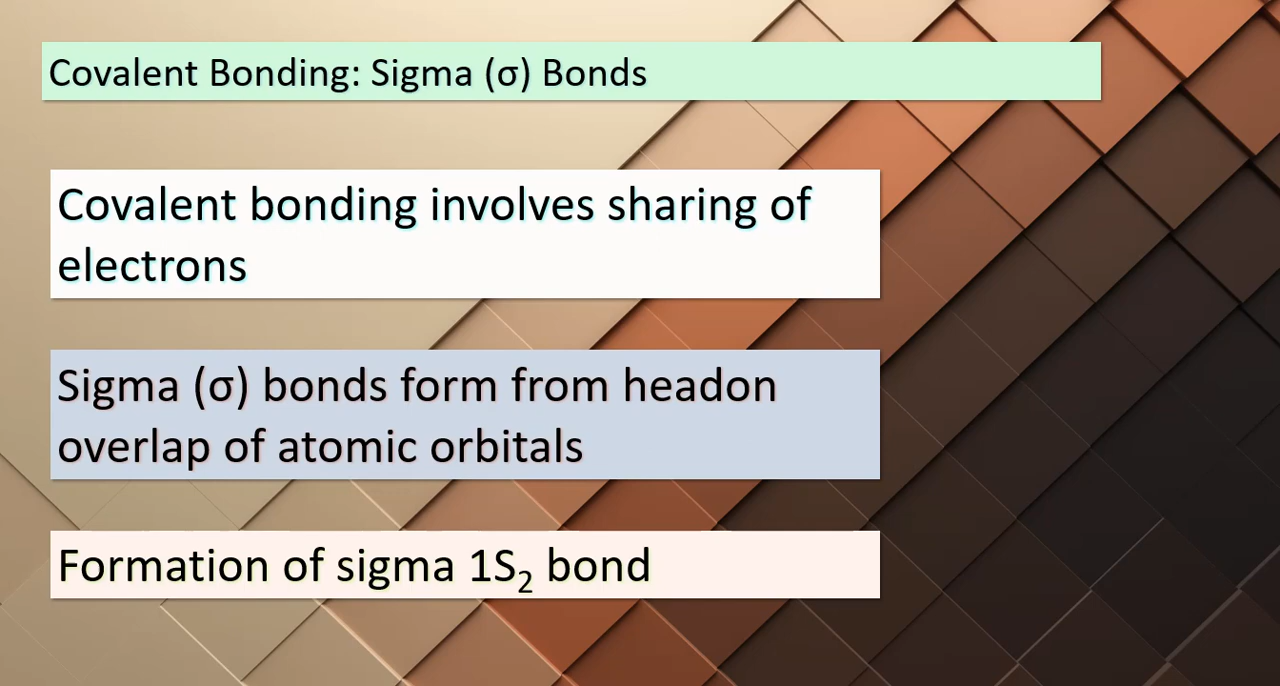 Covalent Bonding: Sigma (σ) Bonds
Covalent bonding involves sharing of
electrons
Sigma (σ) bonds form from headon
overlap of atomic orbitals
Formation of sigma 1S₂ bond